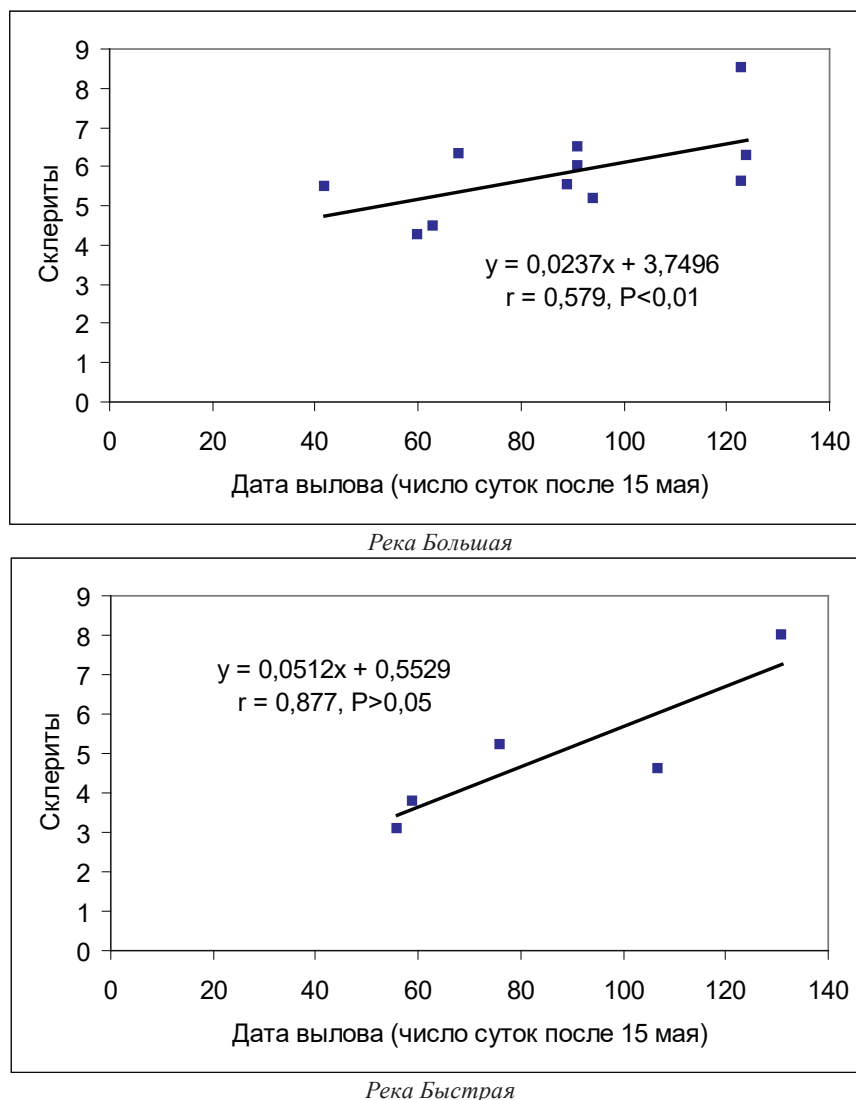 9
8
7
6
5
4
3
2
1
0
Склериты
y = 0,0237x + 3,7496
r = 0,579, P<0,01
0 20 40 60 80 100 120 140
Дата вылова (число суток после 15 мая)
Река Большая
9
8
7
6
5
4
3
2
1
0
Склериты
y = 0,0512x + 0,5529
r = 0,877, P>0,05
0 20 40 60 80 100 120 140
Дата вылова (число суток после 15 мая)
Река Быстрая